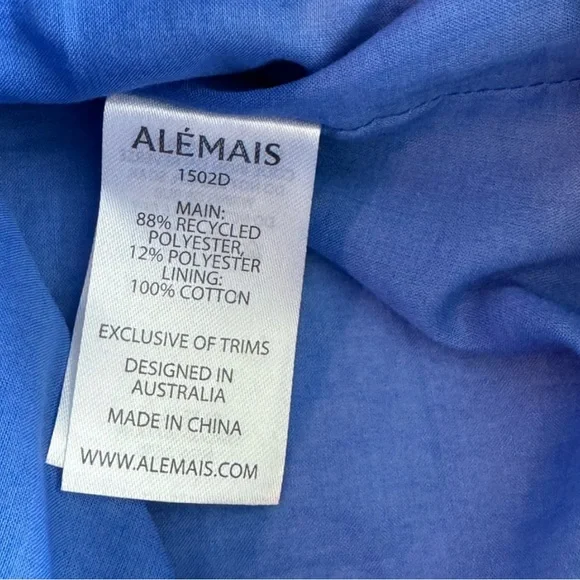 ALÉMAIS
1502D
MAIN:
88% RECYCLED
POLYESTER,
12% POLYESTER
LINING:
100% COTTON
EXCLUSIVE OF TRIMS
DESIGNED IN
AUSTRALIA
MADE IN CHINA
WWW.ALEMAIS.COM